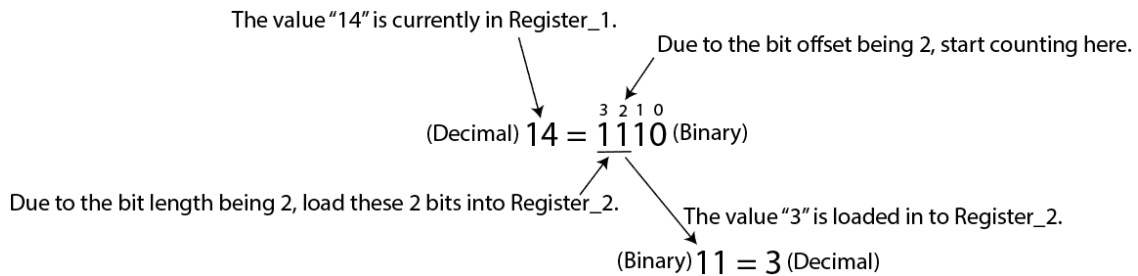 The value “14” is currently in Register_1.
Due to the bit offset being 2, start counting here.
3 2 1 0
(Decimal) 14 = 1110 (Binary)
Due to the bit length being 2, load these 2 bits into Register_2.
The value “3” is loaded in to Register_2.
(Binary) 11 = 3 (Decimal)